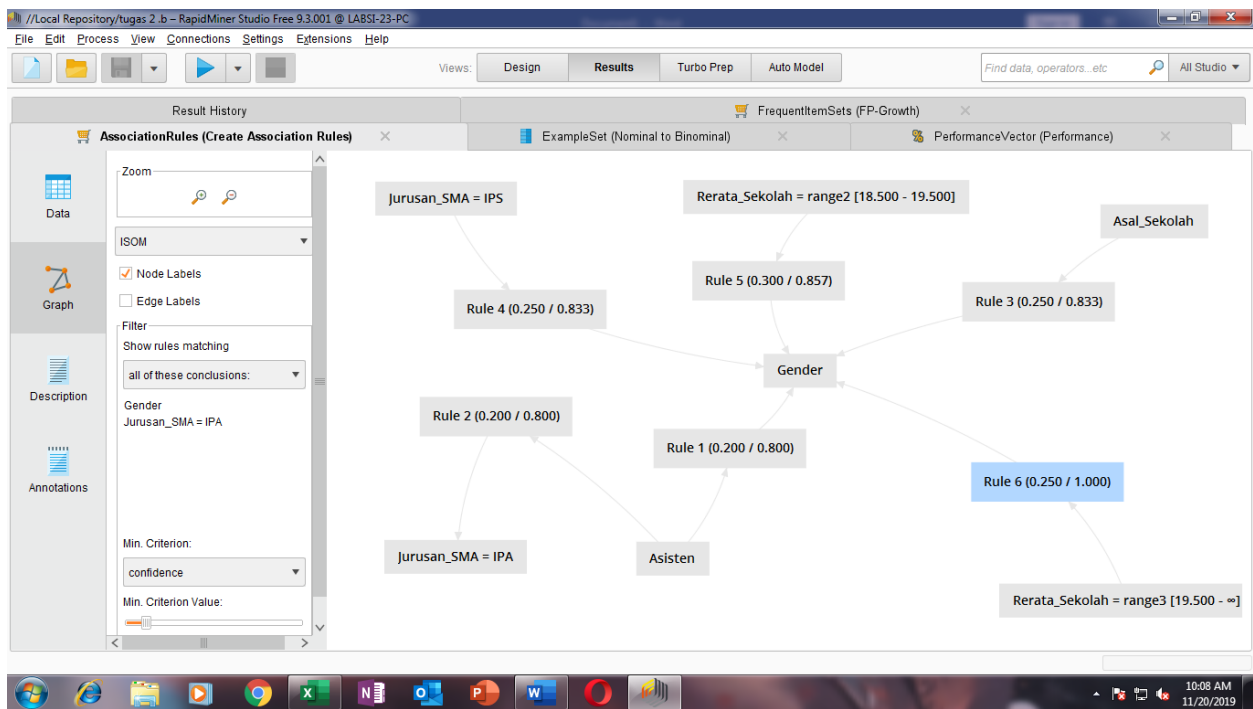 //Local Repository/tugas 2 .b – RapidMiner Studio Free 9.3.001 @ LABSI-23-PC
File Edit Process View Connections Settings Extensions Help
Views: Design Results Turbo Prep Auto Model Find data, operators...etc All Studio
Result History FrequentItemSets (FP-Growth)
AssociationRules (Create Association Rules) ExampleSet (Nominal to Binominal) PerformanceVector (Performance)
Data
Graph
Description
Annotations
Zoom
ISOM
Node Labels
Edge Labels
Filter
Show rules matching
all of these conclusions:
Gender
Jurusan_SMA = IPA
Min. Criterion:
confidence
Min. Criterion Value:
Jurusan_SMA = IPS
Rerata_Sekolah = range2 [18.500 - 19.500]
Asal_Sekolah
Rule 5 (0.300 / 0.857)
Rule 4 (0.250 / 0.833)
Rule 3 (0.250 / 0.833)
Gender
Rule 2 (0.200 / 0.800)
Rule 1 (0.200 / 0.800)
Rule 6 (0.250 / 1.000)
Jurusan_SMA = IPA
Asisten
Rerata_Sekolah = range3 [19.500 - ∞]
10:08 AM
11/20/2019